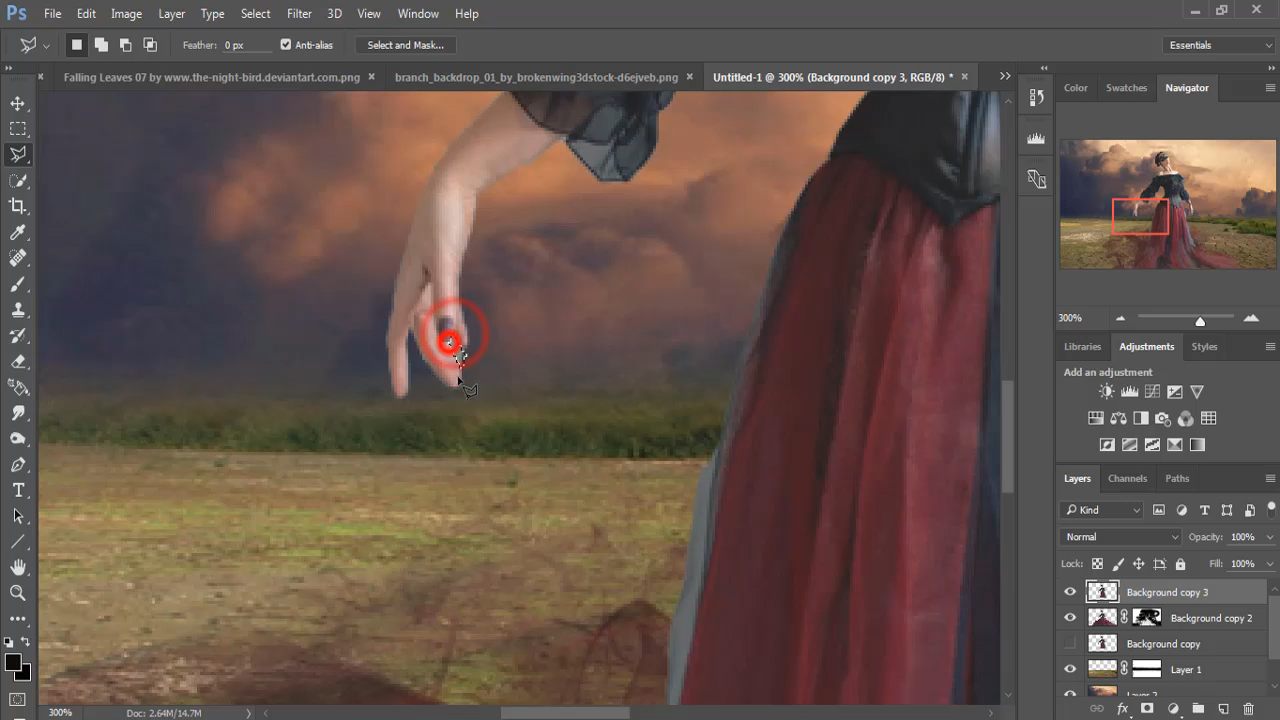 Ps File Edit Image Layer Type Select Filter 3D View Window Help
Feather: 0 px Anti-alias Select and Mask... Essentials
Falling Leaves 07 by www.the-night-bird.deviantart.com.png branch_backdrop_01_by_brokenwing3dstock-d6ejveb.png Untitled-1 @ 300% (Background copy 3, RGB/8) *
Color Swatches Navigator
300%
Libraries Adjustments Styles
Add an adjustment
Layers Channels Paths
Kind
Normal Opacity: 100%
Lock: Fill: 100%
Background copy 3
Background copy 2
Background copy
Layer 1
Layer 2
300% Doc: 2.64M/14.7M